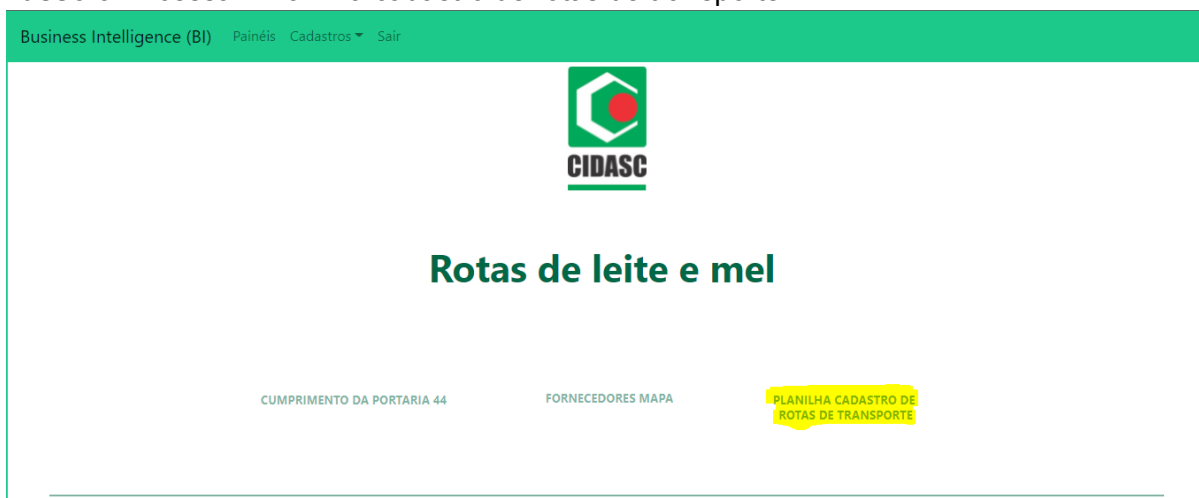 Business Intelligence (BI) Painéis Cadastros Sair
CIDASC
Rotas de leite e mel
CUMPRIMENTO DA PORTARIA 44
FORNECEDORES MAPA
PLANILHA CADASTRO DE
ROTAS DE TRANSPORTE